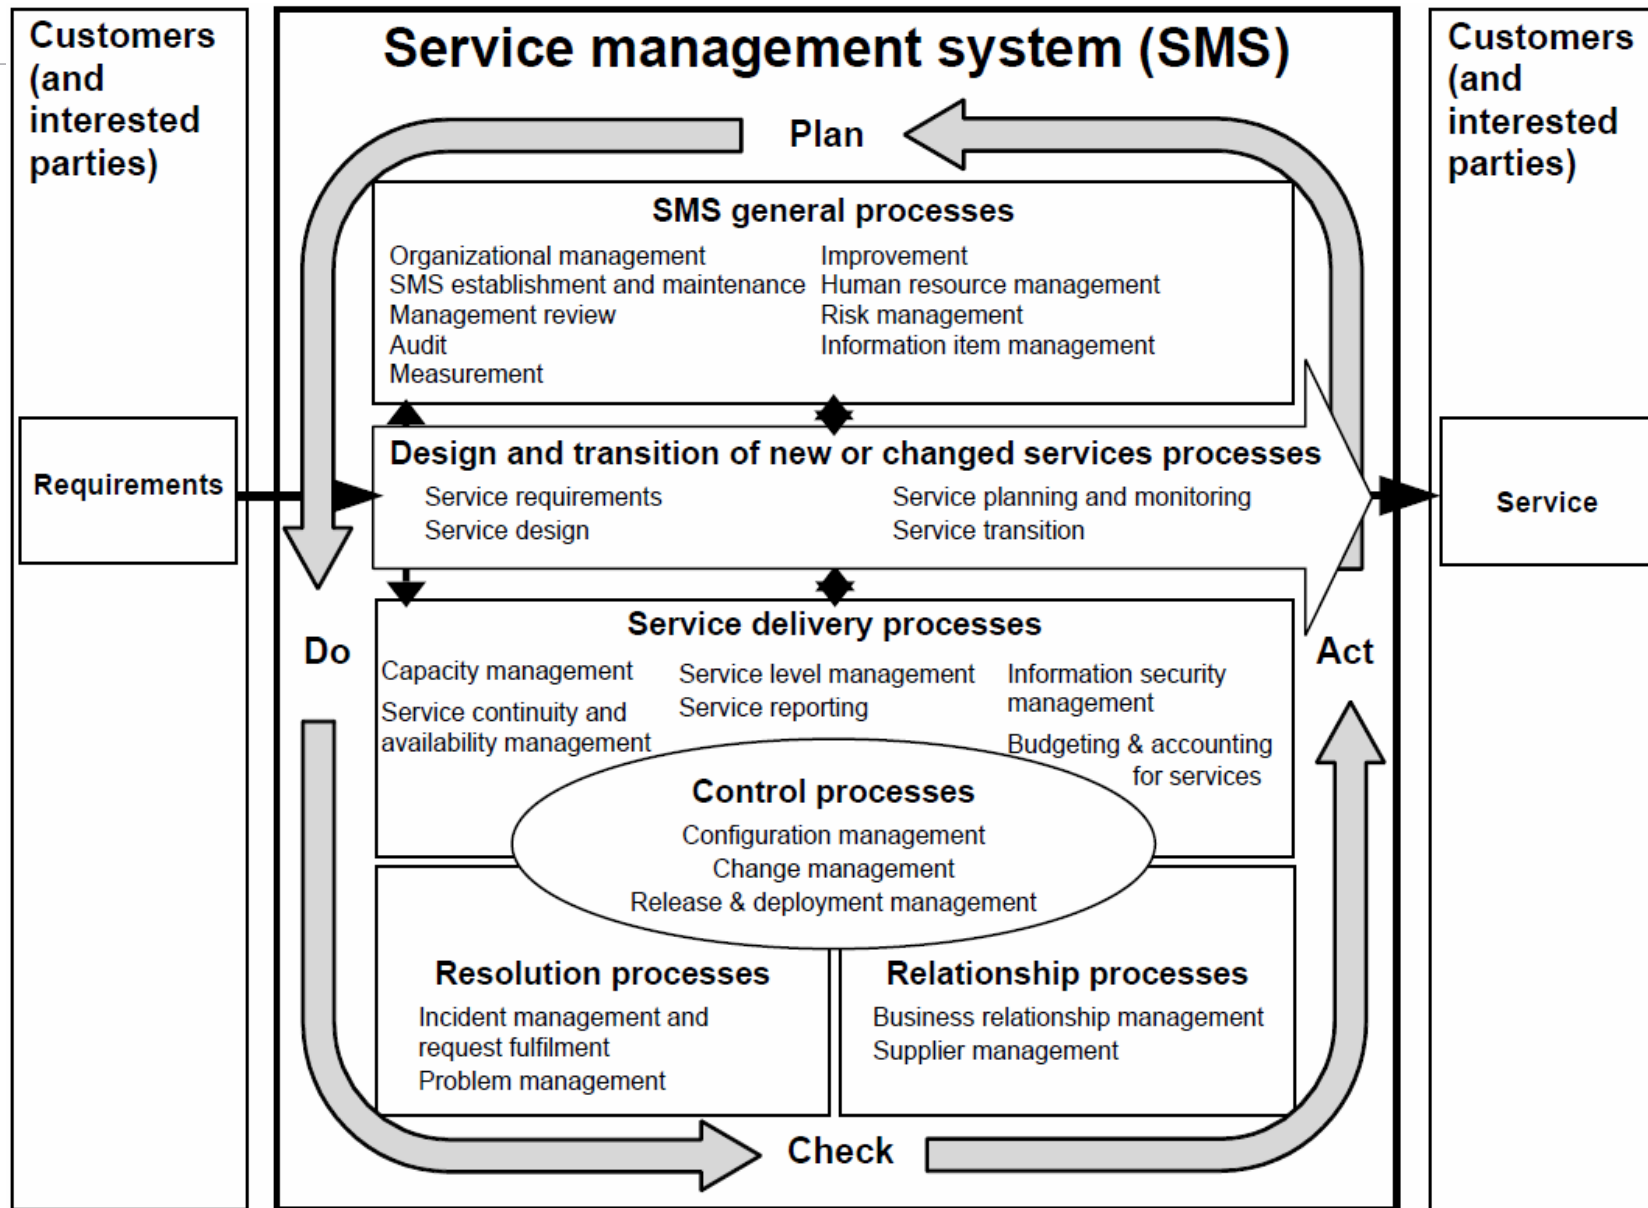 Customers
(and
interested
parties)
Requirements
Service management system (SMS)
Plan
SMS general processes
Organizational management
SMS establishment and maintenance
Management review
Audit
Measurement
Improvement
Human resource management
Risk management
Information item management
Design and transition of new or changed services processes
Service requirements
Service design
Service planning and monitoring
Service transition
Do
Service delivery processes
Capacity management
Service continuity and
availability management
Service level management
Service reporting
Information security
management
Budgeting & accounting
for services
Act
Control processes
Configuration management
Change management
Release & deployment management
Resolution processes
Incident management and
request fulfilment
Problem management
Relationship processes
Business relationship management
Supplier management
Check
Customers
(and
interested
parties)
Service